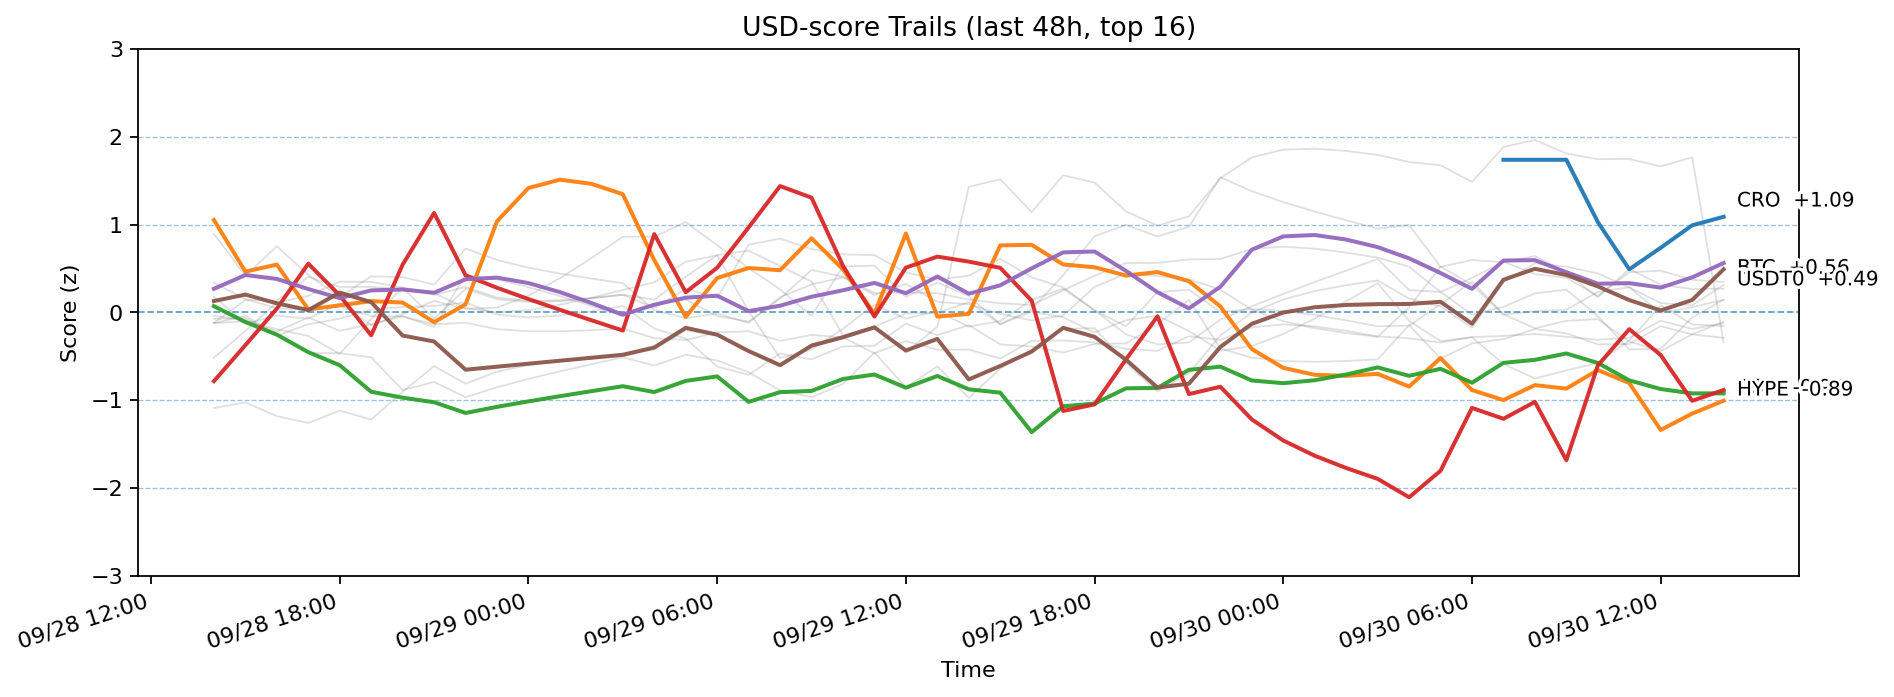 USD-score Trails (last 48h, top 16)
Score (z)
3
2
1
0
−1
−2
−3
CRO +1.09
BTC +0.56
USDT0 +0.49
HYPE -0.89
09/28 12:00
09/28 18:00
09/29 00:00
09/29 06:00
09/29 12:00
09/29 18:00
09/30 00:00
09/30 06:00
09/30 12:00
Time